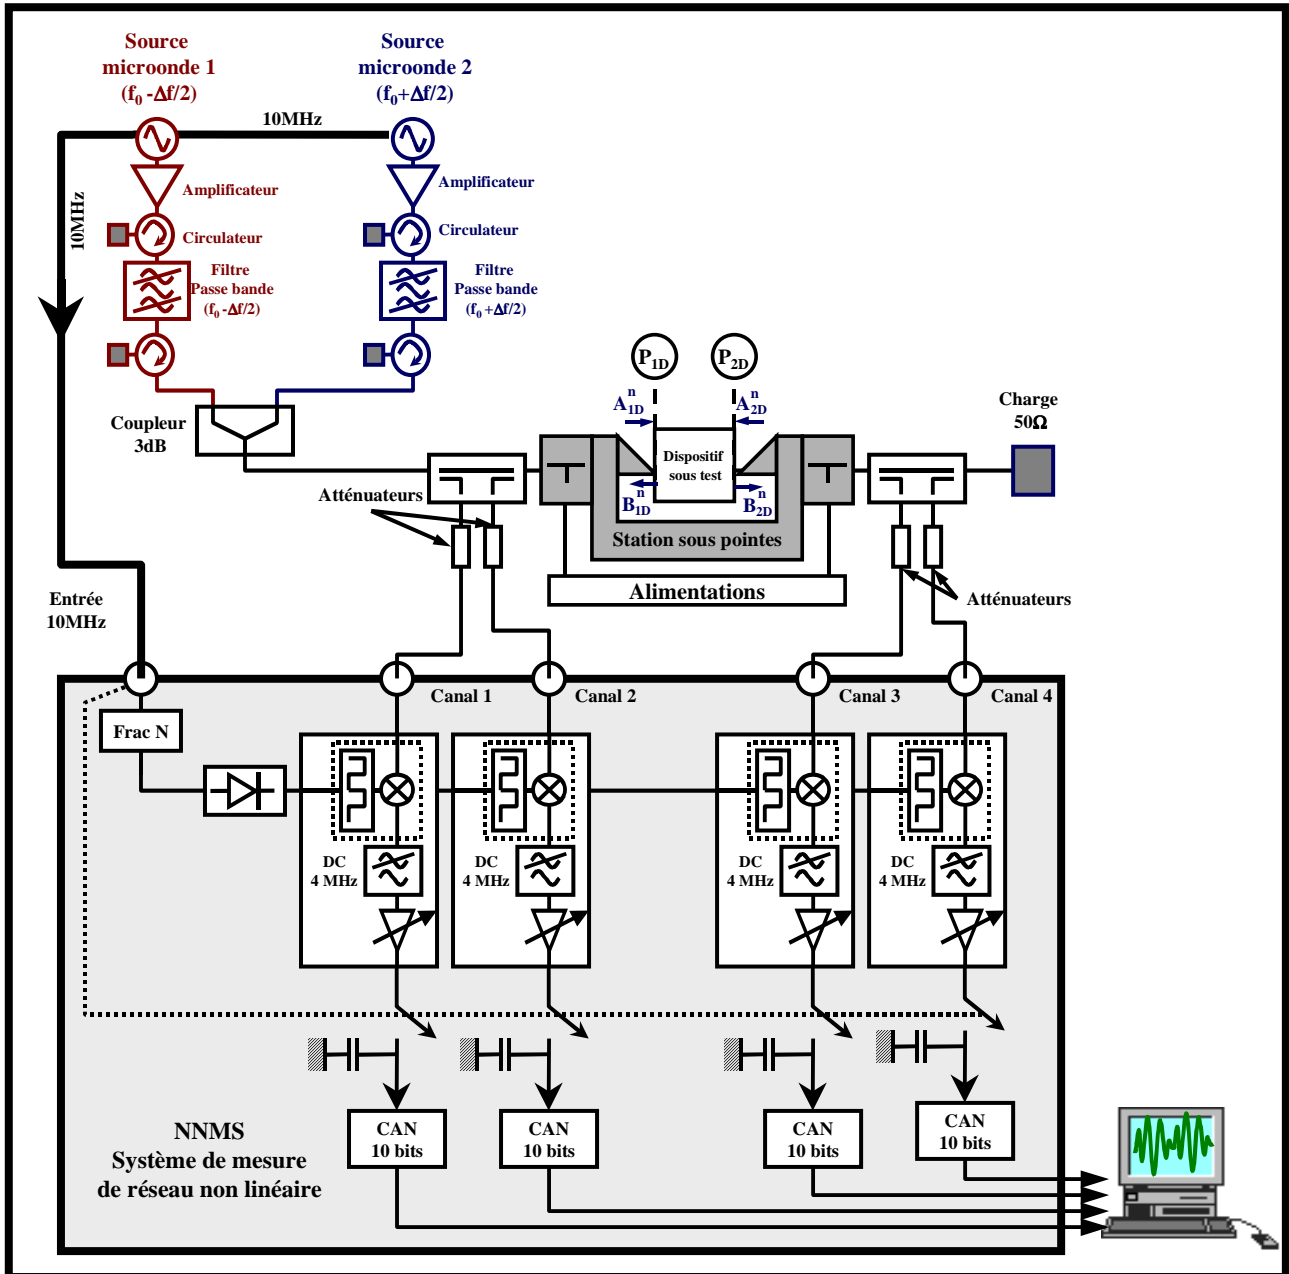 Source
microonde 1
(f0 -Δf/2)
Source
microonde 2
(f0+Δf/2)
10MHz
10MHz
Amplificateur
Amplificateur
Circulateur
Circulateur
Filtre
Passe bande
(f0 -Δf/2)
Filtre
Passe bande
(f0 +Δf/2)
Coupleur
3dB
P1D
P2D
A1D n
A2D n
Dispositif
sous test
B1D n
B2D n
Charge
50Ω
Atténuateurs
Station sous pointes
Alimentations
Atténuateurs
Entrée
10MHz
Canal 1
Canal 2
Canal 3
Canal 4
Frac N
DC
4 MHz
DC
4 MHz
DC
4 MHz
DC
4 MHz
CAN
10 bits
CAN
10 bits
CAN
10 bits
CAN
10 bits
NNMS
Système de mesure
de réseau non linéaire